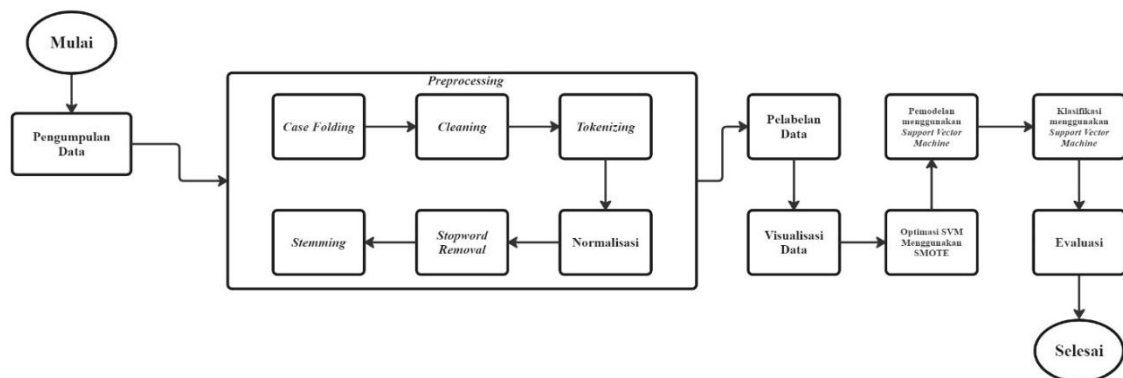 Mulai
Pengumpulan
Data
Preprocessing
Case Folding
Cleaning
Tokenizing
Normalisasi
Stopword
Removal
Stemming
Pelabelan
Data
Visualisasi
Data
Optimasi SVM
Menggunakan
SMOTE
Pemodelan
menggunakan
Support Vector
Machine
Klasifikasi
menggunakan
Support Vector
Machine
Evaluasi
Selesai